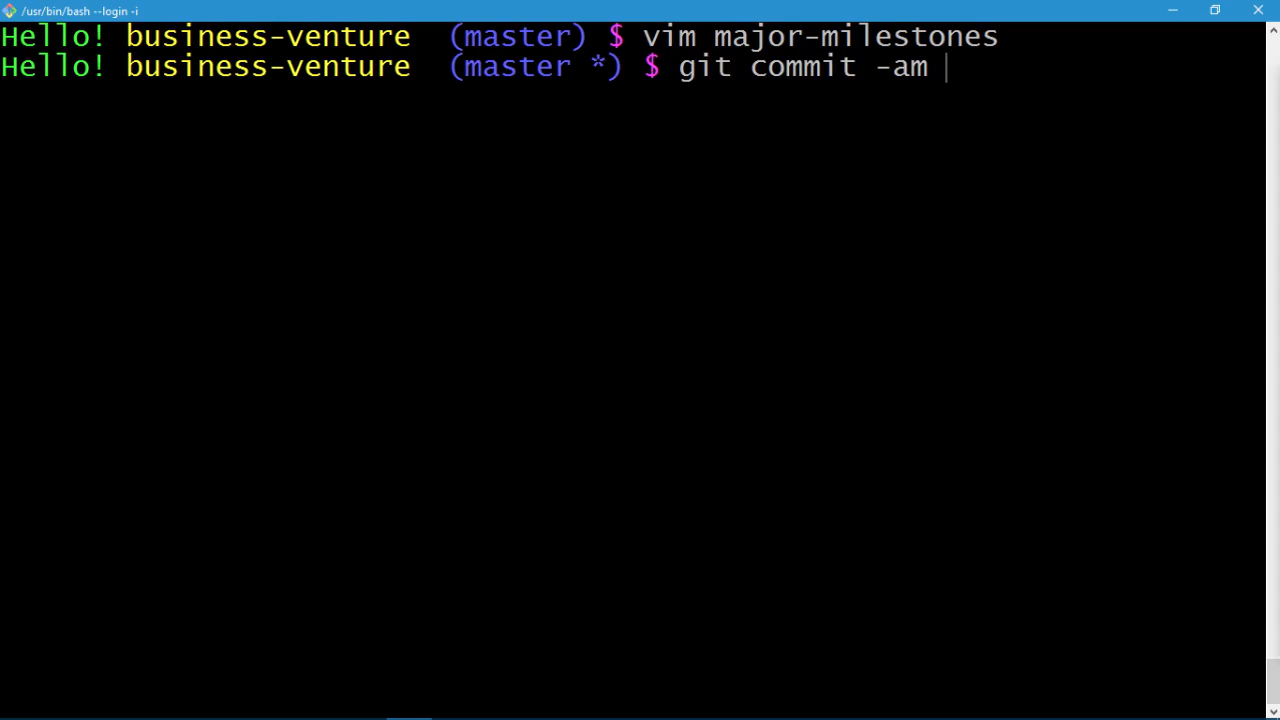 /usr/bin/bash --login -i
Hello! business-venture (master) $ vim major-milestones
Hello! business-venture (master *) $ git commit -am